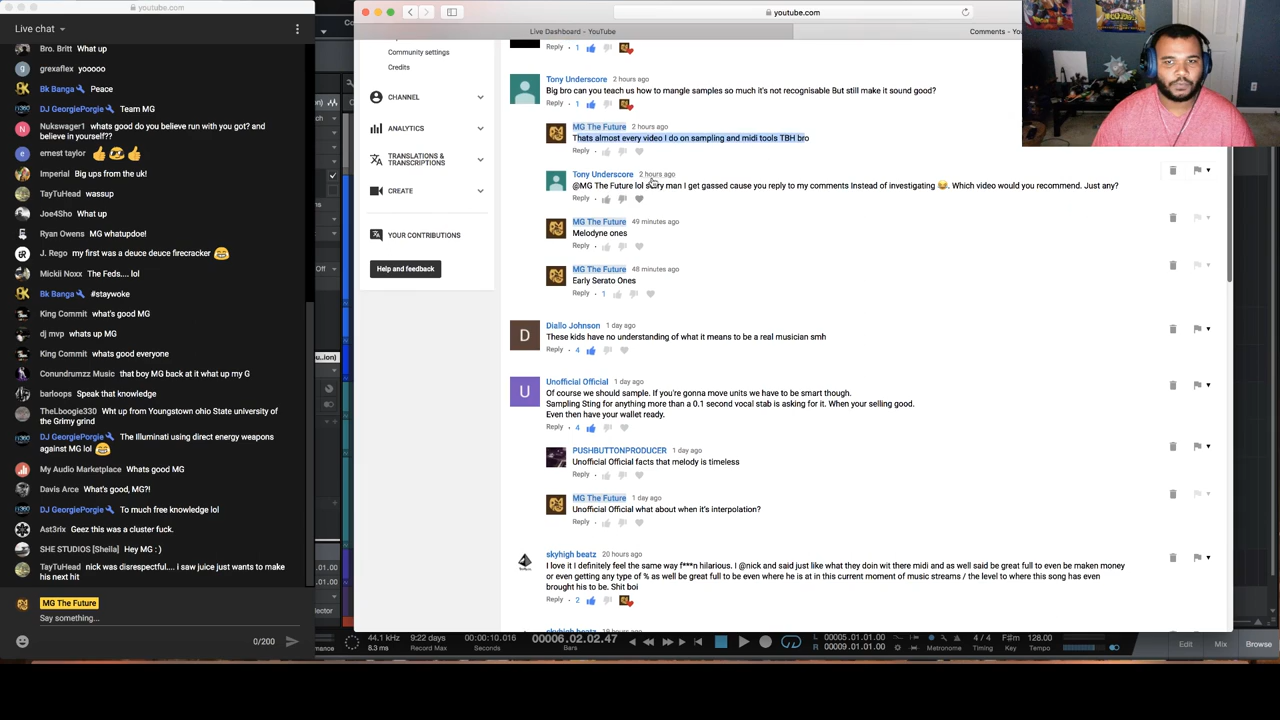 youtube.com
Live chat
Bro. Britt What up
grexaflex yooooo
Bk Banga Peace
DJ GeorgiePorgie Team MG
Nukswager1 whats good do you believe run with you got? and
believe in yourself??
ernest taylor
Imperial Big ups from the uk!
TayTuHead wassup
Joe4Sho What up
Ryan Owens MG whatupdoe!
J. Rego my first was a deuce deuce firecracker
Mickii Noxx The Feds.... lol
Bk Banga #staywoke
King Commit what's good MG
dj mvp whats up MG
King Commit whats good everyone
Conundrumzz Music that boy MG back at it what up my G
barloops Speak that knowledge
TheLboogie330 Wht up from Youngstown ohio State university of
the Grimy grind
DJ GeorgiePorgie The Illuminati using direct energy weapons
against MG lol
My Audio Marketplace Whats good MG
Davis Arce What's good, MG?!
DJ GeorgiePorgie To much free knowledge lol
Ast3rix Geez this was a cluster fuck.
SHE STUDIOS [Sheila] Hey MG : )
TayTuHead nick was disrespectful.... i saw juice just wants to make
his next hit
MG The Future
Say something...
0/200
youtube.com
Live Dashboard - YouTube
Comments - You
Community settings
Credits
CHANNEL
ANALYTICS
TRANSLATIONS &
TRANSCRIPTIONS
CREATE
YOUR CONTRIBUTIONS
Help and feedback
Reply • 1
Tony Underscore 2 hours ago
Big bro can you teach us how to mangle samples so much it's not recognisable But still make it sound good?
Reply • 1
MG The Future 2 hours ago
Thats almost every video I do on sampling and midi tools TBH bro
Reply
Tony Underscore 2 hours ago
@MG The Future lol sorry man I get gassed cause you reply to my comments Instead of investigating 😂. Which video would you recommend. Just any?
Reply
MG The Future 49 minutes ago
Melodyne ones
Reply
MG The Future 48 minutes ago
Early Serato Ones
Reply • 1
D
Diallo Johnson 1 day ago
These kids have no understanding of what it means to be a real musician smh
Reply • 4
U
Unofficial Official 1 day ago
Of course we should sample. If you're gonna move units we have to be smart though.
Sampling Sting for anything more than a 0.1 second vocal stab is asking for it. When your selling good.
Even then have your wallet ready.
Reply • 4
PUSHBUTTONPRODUCER 1 day ago
Unofficial Official facts that melody is timeless
Reply
MG The Future 1 day ago
Unofficial Official what about when it's interpolation?
Reply
skyhigh beatz 20 hours ago
I love it I definitely feel the same way f***n hilarious. I @nick and said just like what they doin wit there midi and as well said be great full to even be maken money
or even getting any type of % as well be great full to be even where he is at in this current moment of music streams / the level to where this song has even
brought his to be. Shit boi
Reply • 2
44.1 kHz
8.3 ms
9:22 days
Record Max
00:00:10.016
Seconds
00006.02.02.47
Bars
L 00005.01.01.00
R 00009.01.01.00
Metronome
4 / 4
Timing
F#m
Key
128.00
Tempo
Edit
Mix
Browse